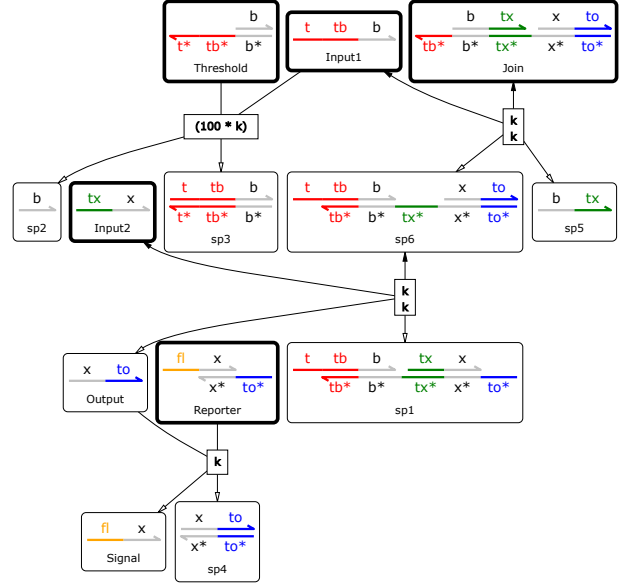 b
t* tb* b*
Threshold
t tb b
Input1
b tx x to
tb* b* tx* x* to*
Join
(100 * k)
k
k
b
sp2
tx x
Input2
t tb b
t* tb* b*
sp3
t tb b x to
tb* b* tx* x* to*
sp6
b tx
sp5
k
k
x to
Output
fl x
x* to*
Reporter
t tb b tx x
tb* b* tx* x* to*
sp1
k
fl x
Signal
x to
x* to*
sp4